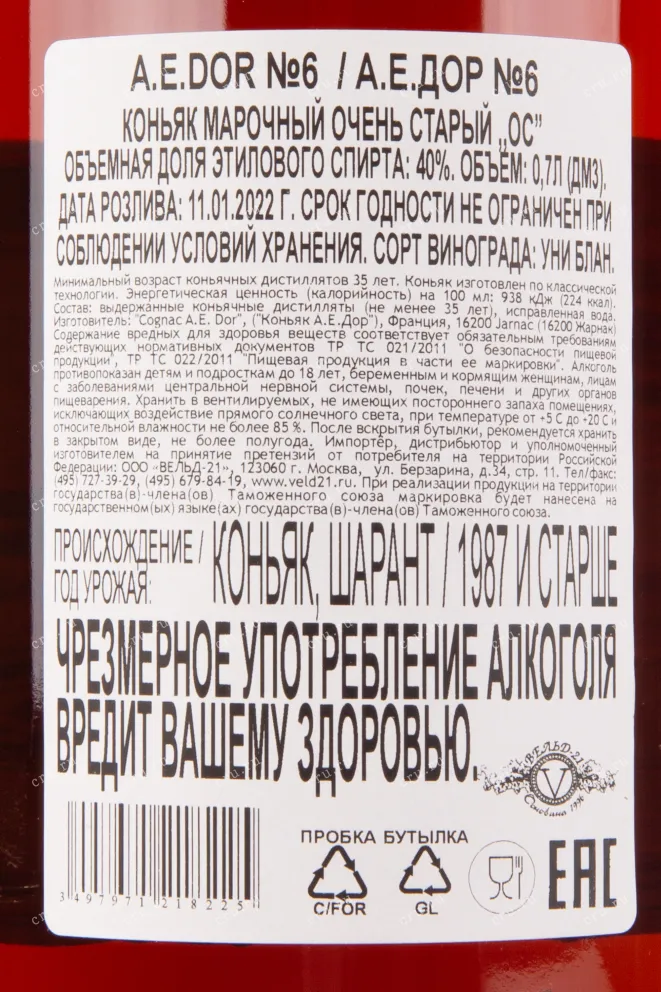 A.E.DOR №6 / А.Е.ДОР №6
КОНЬЯК МАРОЧНЫЙ ОЧЕНЬ СТАРЫЙ „ОС”
ОБЪЕМНАЯ ДОЛЯ ЭТИЛОВОГО СПИРТА: 40%. ОБЪЕМ: 0,7Л (ДМ3).
ДАТА РОЗЛИВА: 11.01.2022 Г. СРОК ГОДНОСТИ НЕ ОГРАНИЧЕН ПРИ
СОБЛЮДЕНИИ УСЛОВИЙ ХРАНЕНИЯ. СОРТ ВИНОГРАДА: УНИ БЛАН.
Минимальный возраст коньячных дистиллятов 35 лет. Коньяк изготовлен по классической
технологии. Энергетическая ценность (калорийность) на 100 мл: 938 кДж (224 ккал).
Состав: выдержанные коньячные дистилляты (не менее 35 лет), исправленная вода.
Изготовитель: "Cognac A.E. Dor", ("Коньяк А.Е.Дор"), Франция, 16200 Jarnac (16200 Жарнак)
Содержание вредных для здоровья веществ соответствует обязательным требованиям
действующих нормативных документов ТР ТС 021/2011 "О безопасности пищевой
продукции", ТР ТС 022/2011 "Пищевая продукция в части ее маркировки". Алкоголь
противопоказан детям и подросткам до 18 лет, беременным и кормящим женщинам, лицам
с заболеваниями центральной нервной системы, почек, печени и других органов
пищеварения. Хранить в вентилируемых, не имеющих постороннего запаха помещениях,
исключающих воздействие прямого солнечного света, при температуре от +5 С до +20 С и
относительной влажности не более 85 %. После вскрытия бутылки, рекомендуется хранить
в закрытом виде, не более полугода. Импортёр, дистрибьютор и уполномоченный
изготовителем на принятие претензий от потребителя на территории Российской
Федерации: ООО «ВЕЛЬД-21», 123060 г. Москва, ул. Берзарина, д.34, стр. 11. Тел/факс:
(495) 727-39-29, (495) 679-84-19, www.veld21.ru. При реализации продукции на территории
государства(в)-члена(ов) Таможенного союза маркировка будет нанесена на
государственном(ых) языке(ах) государства(в)-члена(ов) Таможенного союза.
ПРОИСХОЖДЕНИЕ /
ГОД УРОЖАЯ:
КОНЬЯК, ШАРАНТ / 1987 И СТАРШЕ
ЧРЕЗМЕРНОЕ УПОТРЕБЛЕНИЕ АЛКОГОЛЯ
ВРЕДИТ ВАШЕМУ ЗДОРОВЬЮ.
ВЕЛЬД-21
V
Основано 1996
ПРОБКА БУТЫЛКА
C/FOR
GL
EAC
3 497971 218225